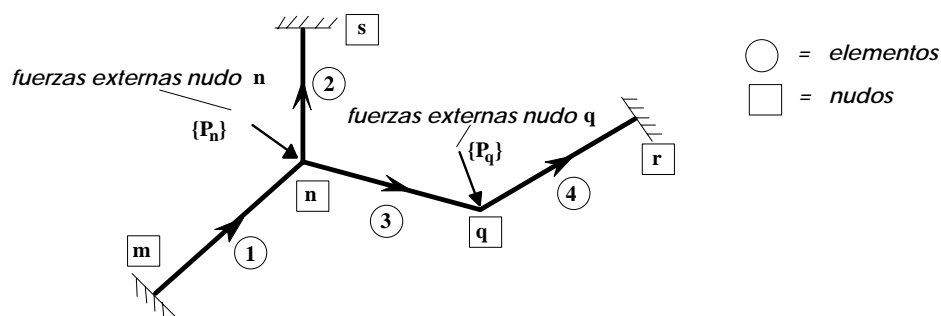 s
= elementos
fuerzas externas nudo n
2
= nudos
fuerzas externas nudo q
{Pn}
{Pq}
r
n
3
4
m
1
q